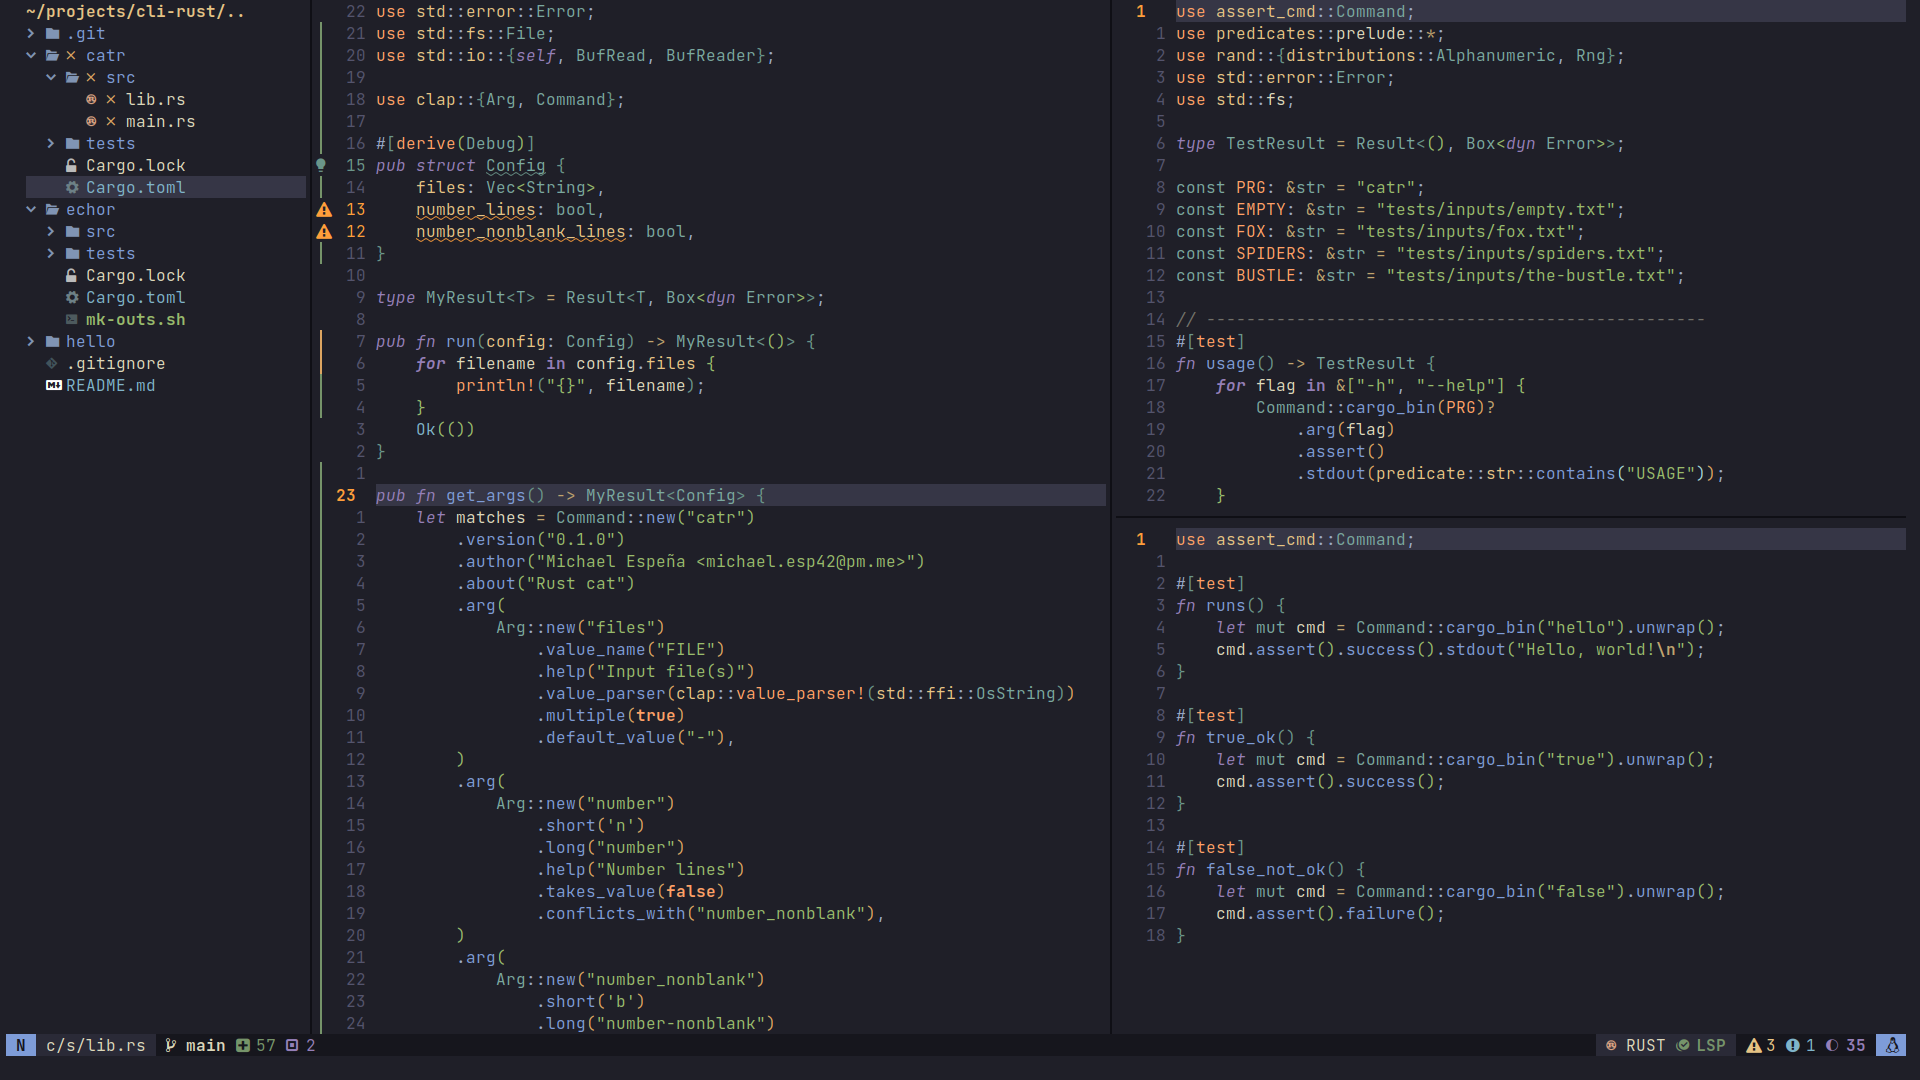 ~/projects/cli-rust/..
.git
catr
src
lib.rs
main.rs
tests
Cargo.lock
Cargo.toml
echor
src
tests
Cargo.lock
Cargo.toml
mk-outs.sh
hello
.gitignore
README.md
22 use std::error::Error;
21 use std::fs::File;
20 use std::io::{self, BufRead, BufReader};
19
18 use clap::{Arg, Command};
17
16 #[derive(Debug)]
15 pub struct Config {
14     files: Vec<String>,
13     number_lines: bool,
12     number_nonblank_lines: bool,
11 }
10
9 type MyResult<T> = Result<T, Box<dyn Error>>;
8
7 pub fn run(config: Config) -> MyResult<()> {
6     for filename in config.files {
5         println!("{}", filename);
4     }
3     Ok(())
2 }
1
23 pub fn get_args() -> MyResult<Config> {
1     let matches = Command::new("catr")
2         .version("0.1.0")
3         .author("Michael Espeña <michael.esp42@pm.me>")
4         .about("Rust cat")
5         .arg(
6             Arg::new("files")
7                 .value_name("FILE")
8                 .help("Input file(s)")
9                 .value_parser(clap::value_parser!(std::ffi::OsString))
10                 .multiple(true)
11                 .default_value("-"),
12         )
13         .arg(
14             Arg::new("number")
15                 .short('n')
16                 .long("number")
17                 .help("Number lines")
18                 .takes_value(false)
19                 .conflicts_with("number_nonblank"),
20         )
21         .arg(
22             Arg::new("number_nonblank")
23                 .short('b')
24                 .long("number-nonblank")
1 use assert_cmd::Command;
1 use predicates::prelude::*;
2 use rand::{distributions::Alphanumeric, Rng};
3 use std::error::Error;
4 use std::fs;
5
6 type TestResult = Result<(), Box<dyn Error>>;
7
8 const PRG: &str = "catr";
9 const EMPTY: &str = "tests/inputs/empty.txt";
10 const FOX: &str = "tests/inputs/fox.txt";
11 const SPIDERS: &str = "tests/inputs/spiders.txt";
12 const BUSTLE: &str = "tests/inputs/the-bustle.txt";
13
14 // --------------------------------------------------
15 #[test]
16 fn usage() -> TestResult {
17     for flag in &["-h", "--help"] {
18         Command::cargo_bin(PRG)?
19             .arg(flag)
20             .assert()
21             .stdout(predicate::str::contains("USAGE"));
22     }
1 use assert_cmd::Command;
1
2 #[test]
3 fn runs() {
4     let mut cmd = Command::cargo_bin("hello").unwrap();
5     cmd.assert().success().stdout("Hello, world!\n");
6 }
7
8 #[test]
9 fn true_ok() {
10     let mut cmd = Command::cargo_bin("true").unwrap();
11     cmd.assert().success();
12 }
13
14 #[test]
15 fn false_not_ok() {
16     let mut cmd = Command::cargo_bin("false").unwrap();
17     cmd.assert().failure();
18 }
N c/s/lib.rs main 57 2 RUST LSP 3 1 35